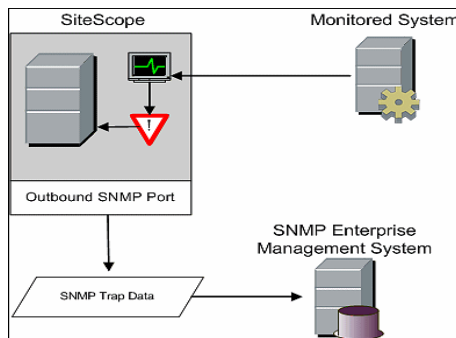 SiteScope
Monitored System
!
Outbound SNMP Port
SNMP Enterprise
Management System
SNMP Trap Data